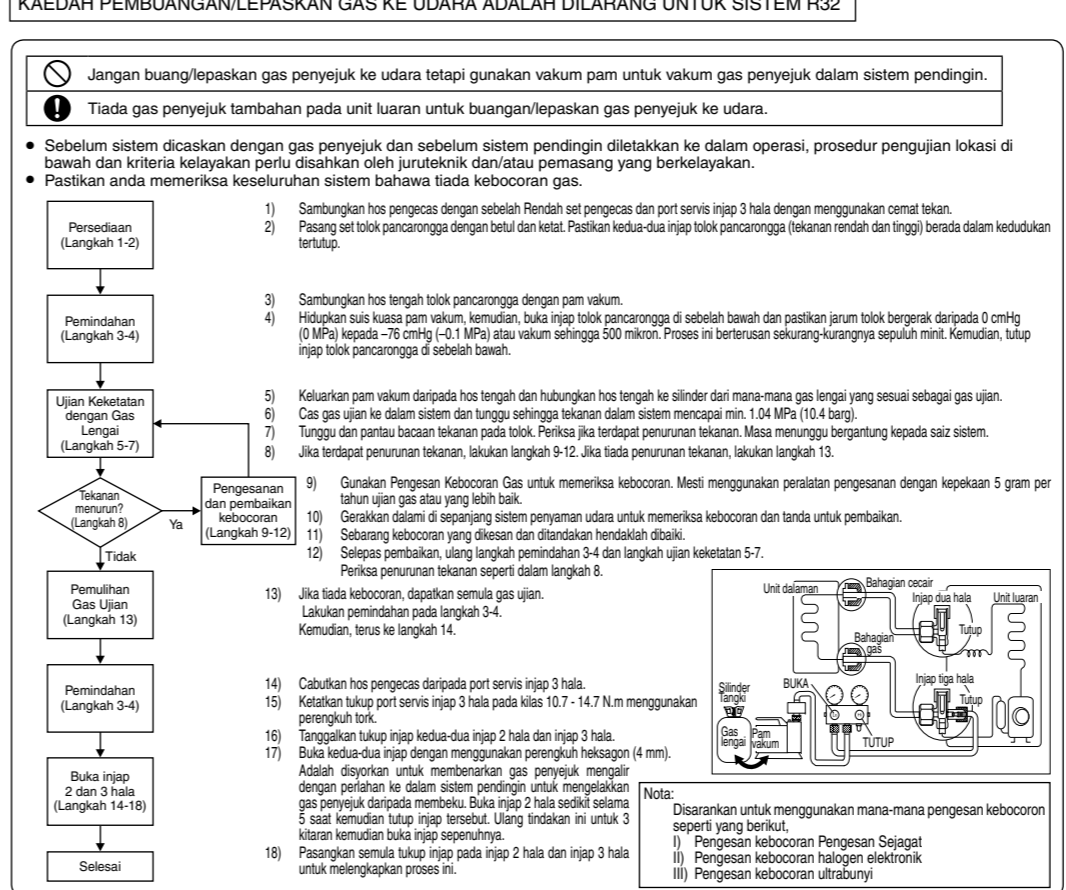 KAEDAH PEMBUANGAN/LEPASKAN GAS KE UDARA ADALAH DILARANG UNTUK SISTEM R32
Jangan buang/lepaskan gas penyejuk ke udara tetapi gunakan vakum pam untuk vakum gas penyejuk dalam sistem pendingin.
Tiada gas penyejuk tambahan pada unit luaran untuk buangan/lepaskan gas penyejuk ke udara.
• Sebelum sistem dicaskan dengan gas penyejuk dan sebelum sistem pendingin diletakkan ke dalam operasi, prosedur pengujian lokasi di
bawah dan kriteria kelayakan perlu disahkan oleh juruteknik dan/atau pemasang yang berkelayakan.
• Pastikan anda memeriksa keseluruhan sistem bahawa tiada kebocoran gas.
Persediaan
(Langkah 1-2)
1) Sambungkan hos pengecas dengan sebelah Rendah set pengecas dan port servis injap 3 hala dengan menggunakan cemat tekan.
2) Pasang set tolok pancarongga dengan betul dan ketat. Pastikan kedua-dua injap tolok pancarongga (tekanan rendah dan tinggi) berada dalam kedudukan
tertutup.
Pemindahan
(Langkah 3-4)
3) Sambungkan hos tengah tolok pancarongga dengan pam vakum.
4) Hidupkan suis kuasa pam vakum, kemudian, buka injap tolok pancarongga di sebelah bawah dan pastikan jarum tolok bergerak daripada 0 cmHg
(0 MPa) kepada –76 cmHg (–0.1 MPa) atau vakum sehingga 500 mikron. Proses ini berterusan sekurang-kurangnya sepuluh minit. Kemudian, tutup
injap tolok pancarongga di sebelah bawah.
Ujian Keketatan
dengan Gas
Lengai
(Langkah 5-7)
5) Keluarkan pam vakum daripada hos tengah dan hubungkan hos tengah ke silinder dari mana-mana gas lengai yang sesuai sebagai gas ujian.
6) Cas gas ujian ke dalam sistem dan tunggu sehingga tekanan dalam sistem mencapai min. 1.04 MPa (10.4 barg).
7) Tunggu dan pantau bacaan tekanan pada tolok. Periksa jika terdapat penurunan tekanan. Masa menunggu bergantung kepada saiz sistem.
8) Jika terdapat penurunan tekanan, lakukan langkah 9-12. Jika tiada penurunan tekanan, lakukan langkah 13.
Tekanan
menurun?
(Langkah 8)
Ya
Tidak
Pengesanan
dan pembaikan
kebocoran
(Langkah 9-12)
9) Gunakan Pengesan Kebocoran Gas untuk memeriksa kebocoran. Mesti menggunakan peralatan pengesanan dengan kepekaan 5 gram per
tahun ujian gas atau yang lebih baik.
10) Gerakkan dalami di sepanjang sistem penyaman udara untuk memeriksa kebocoran dan tanda untuk pembaikan.
11) Sebarang kebocoran yang dikesan dan ditandakan hendaklah dibaiki.
12) Selepas pembaikan, ulang langkah pemindahan 3-4 dan langkah ujian keketatan 5-7.
Periksa penurunan tekanan seperti dalam langkah 8.
Pemulihan
Gas Ujian
(Langkah 13)
13) Jika tiada kebocoran, dapatkan semula gas ujian.
Lakukan pemindahan pada langkah 3-4.
Kemudian, terus ke langkah 14.
Pemindahan
(Langkah 3-4)
14) Cabutkan hos pengecas daripada port servis injap 3 hala.
15) Ketatkan tukup port servis injap 3 hala pada kilas 10.7 - 14.7 N.m menggunakan
perengkuh tork.
16) Tanggalkan tukup injap kedua-dua injap 2 hala dan injap 3 hala.
17) Buka kedua-dua injap dengan menggunakan perengkuh heksagon (4 mm).
Adalah disyorkan untuk membenarkan gas penyejuk mengalir
dengan perlahan ke dalam sistem pendingin untuk mengelakkan
gas penyejuk daripada membeku. Buka injap 2 hala sedikit selama
5 saat kemudian tutup injap tersebut. Ulang tindakan ini untuk 3
kitaran kemudian buka injap sepenuhnya.
18) Pasangkan semula tukup injap pada injap 2 hala dan injap 3 hala
untuk melengkapkan proses ini.
Buka injap
2 dan 3 hala
(Langkah 14-18)
Selesai
Unit dalaman
Bahagian cecair
Injap dua hala
Unit luaran
Tutup
Bahagian
gas
Injap tiga hala
Tutup
Silinder
Tangki
BUKA
Gas
lengai
Pam
vakum
TUTUP
Nota:
Disarankan untuk menggunakan mana-mana pengesan kebocoron
seperti yang berikut,
I) Pengesan kebocoran Pengesan Sejagat
II) Pengesan kebocoran halogen elektronik
III) Pengesan kebocoran ultrabunyi